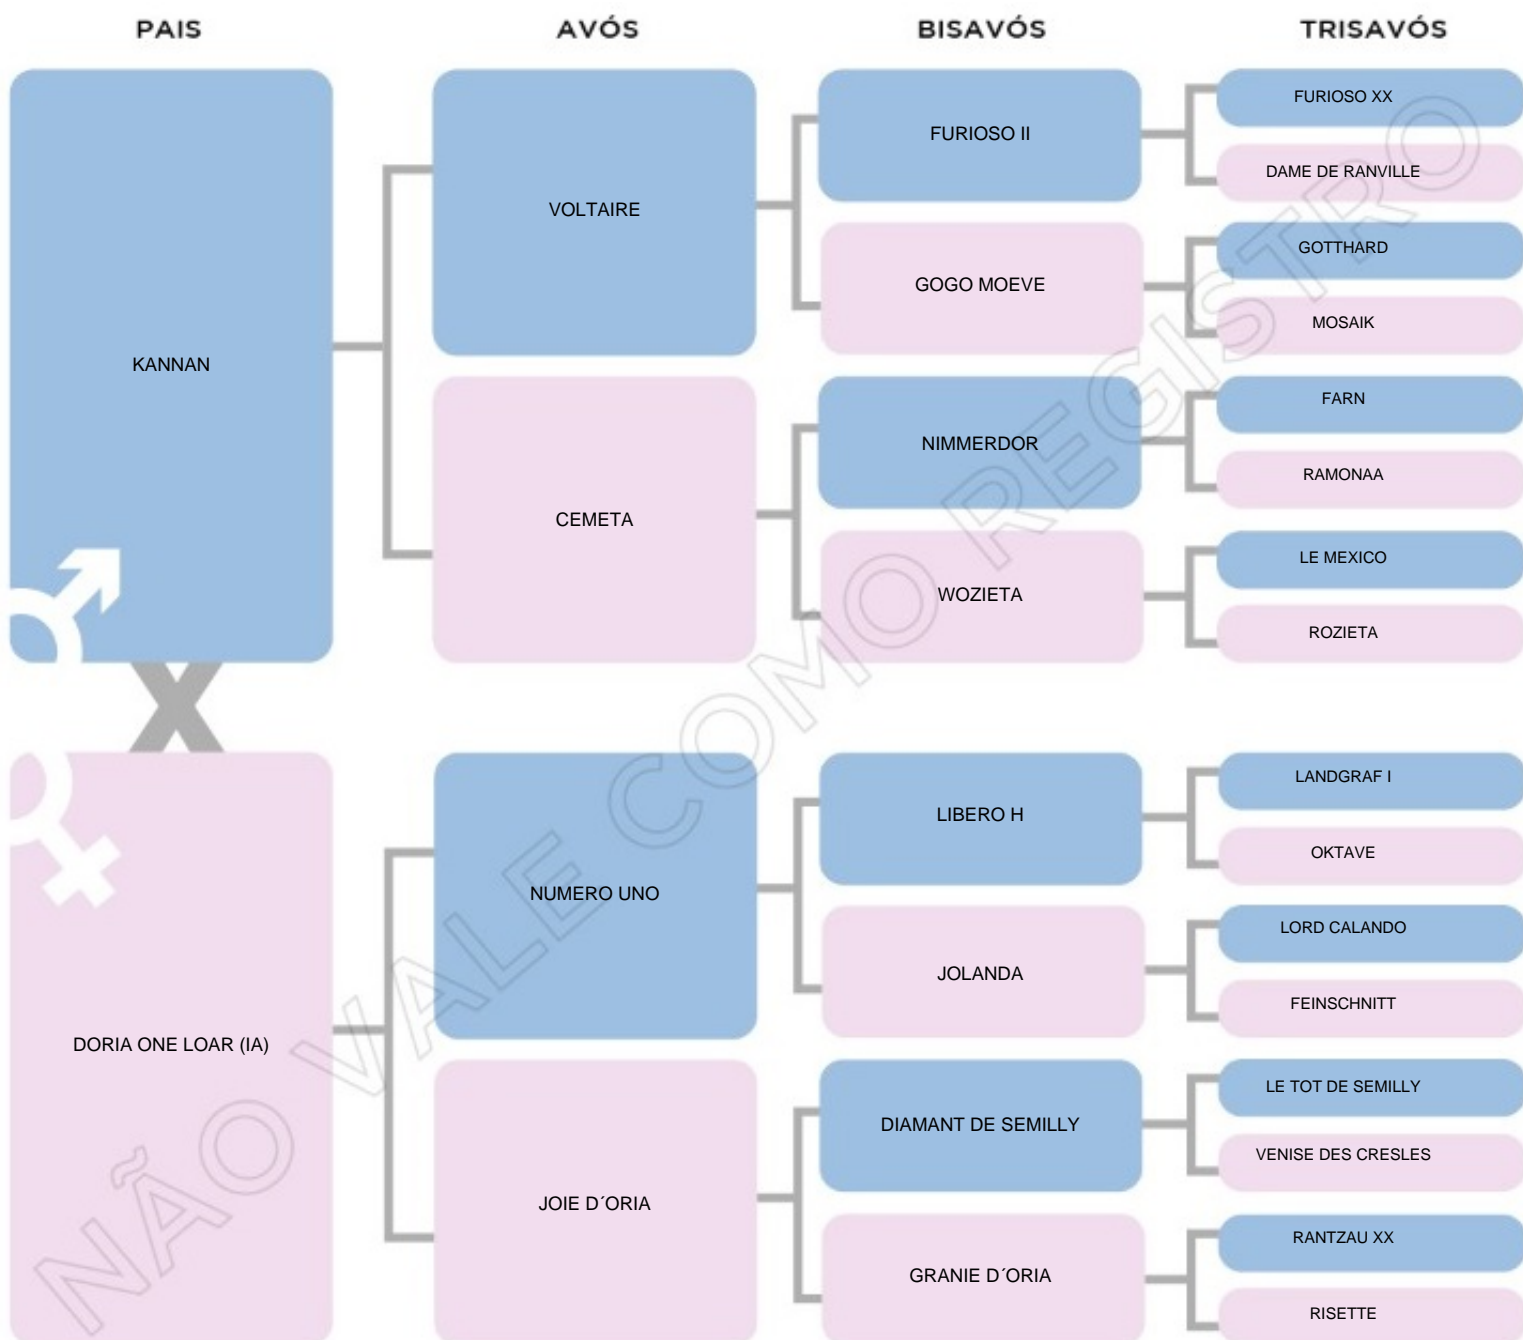 PAIS
AVÓS
BISAVÓS
TRISAVÓS
KANNAN
VOLTAIRE
CEMETA
FURIOSO II
GOGO MOEVE
NIMMERDOR
WOZIETA
FURIOSO XX
DAME DE RANVILLE
GOTTHARD
MOSAIK
FARN
RAMONAA
LE MEXICO
ROZIETA
X
DORIA ONE LOAR (IA)
NUMERO UNO
JOIE D´ORIA
LIBERO H
JOLANDA
DIAMANT DE SEMILLY
GRANIE D´ORIA
LANDGRAF I
OKTAVE
LORD CALANDO
FEINSCHNITT
LE TOT DE SEMILLY
VENISE DES CRESLES
RANTZAU XX
RISETTE
NÃO VALE COMO REGISTRO